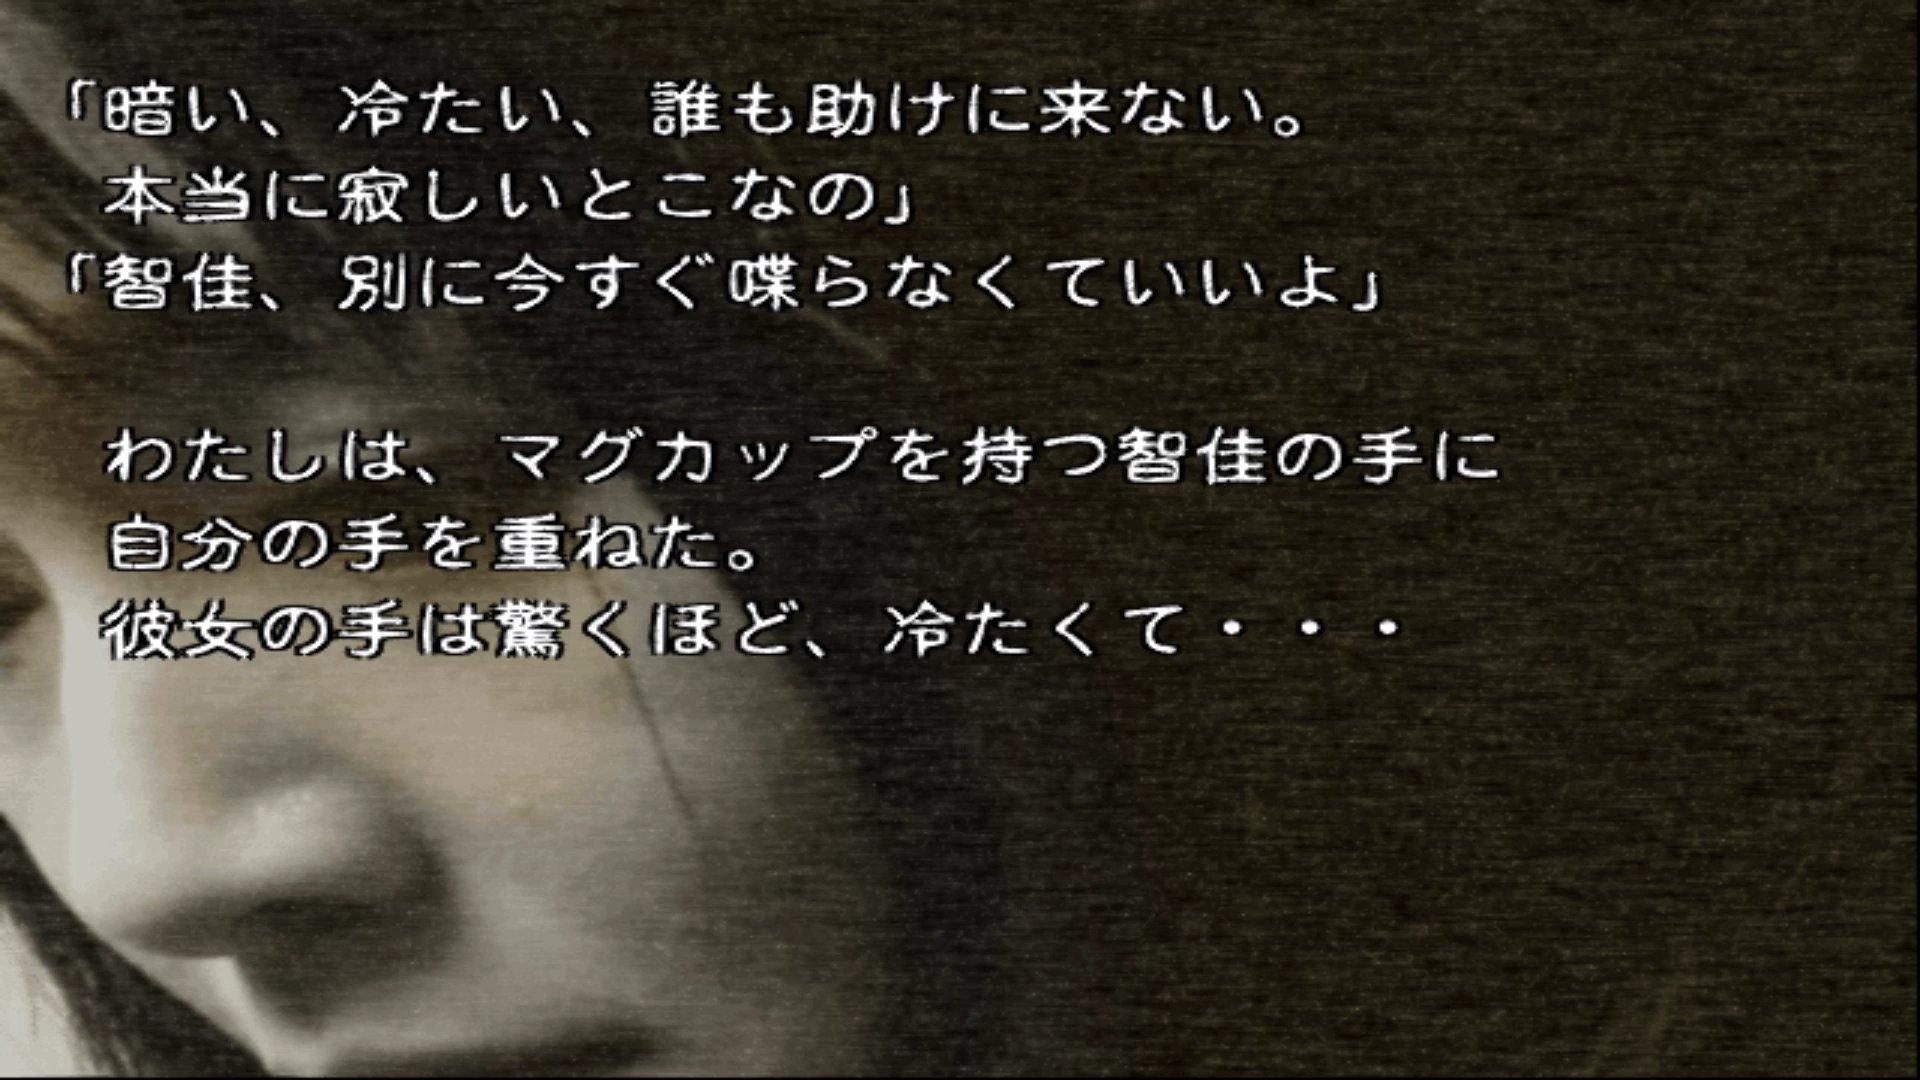 「暗い、冷たい、誰も助けに来ない。
本当に寂しいとこなの」
「智佳、別に今すぐ喋らなくていいよ」
わたしは、マグカップを持つ智佳の手に
自分の手を重ねた。
彼女の手は驚くほど、冷たくて・・・